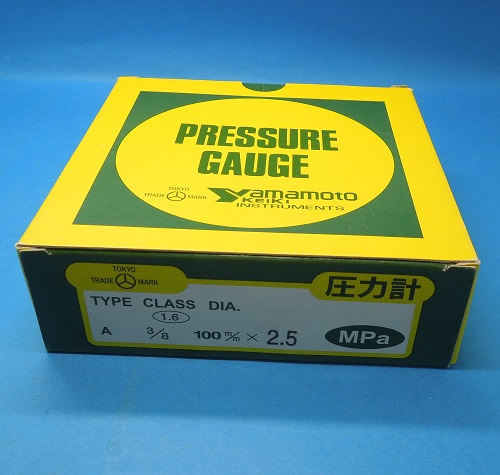 PRESSURE
GAUGE
TOKYO
TRADE MARK
Yamamoto
KEIKI
INSTRUMENTS
TOKYO
TRADE MARK
圧力計
TYPE CLASS DIA.
1.6
A 3/8 100 m/m × 2.5 MPa